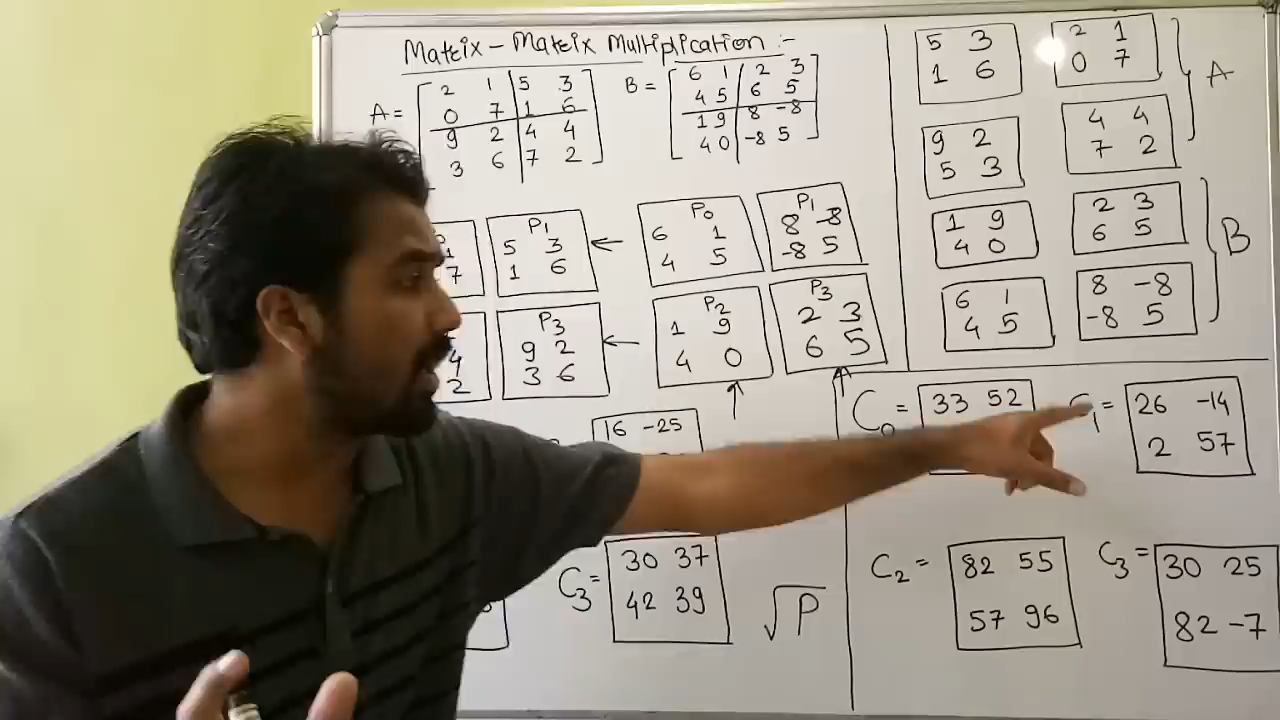 Matrix - Matrix Multiplication :-
A =
2 1 5 3
0 7 1 6
9 2 4 4
3 6 7 2
B =
6 1 2 3
4 5 6 5
1 9 8 -8
4 0 -8 5
1
7
P1
5 3
1 6
4
2
P3
9 2
3 6
P0
6 1
4 5
P1
8 -8
-8 5
P2
1 9
4 0
P3
2 3
6 5
16 -25
C3 =
30 37
42 39
√P
5 3
1 6
2 1
0 7
9 2
5 3
4 4
7 2
A
1 9
4 0
2 3
6 5
6 1
4 5
8 -8
-8 5
B
C0 =
33 52
C1 =
26 -14
2 57
C2 =
82 55
57 96
C3 =
30 25
82 -7